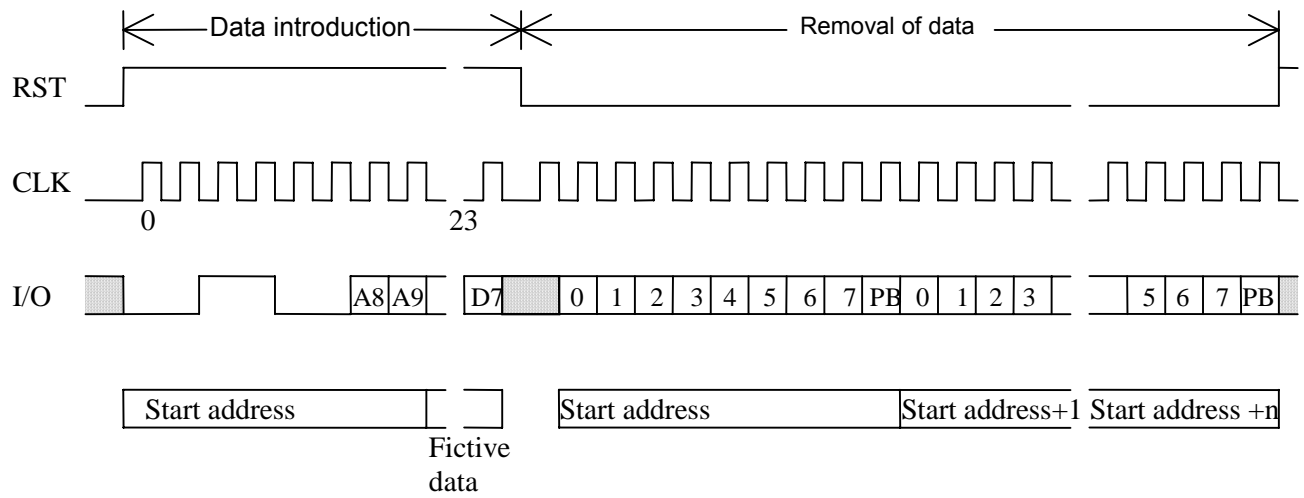 Data introduction Removal of data
RST
CLK
0 23
I/O A8 A9 D7 0 1 2 3 4 5 6 7 PB 0 1 2 3 5 6 7 PB
Start address Start address Start address+1 Start address +n
Fictive
data